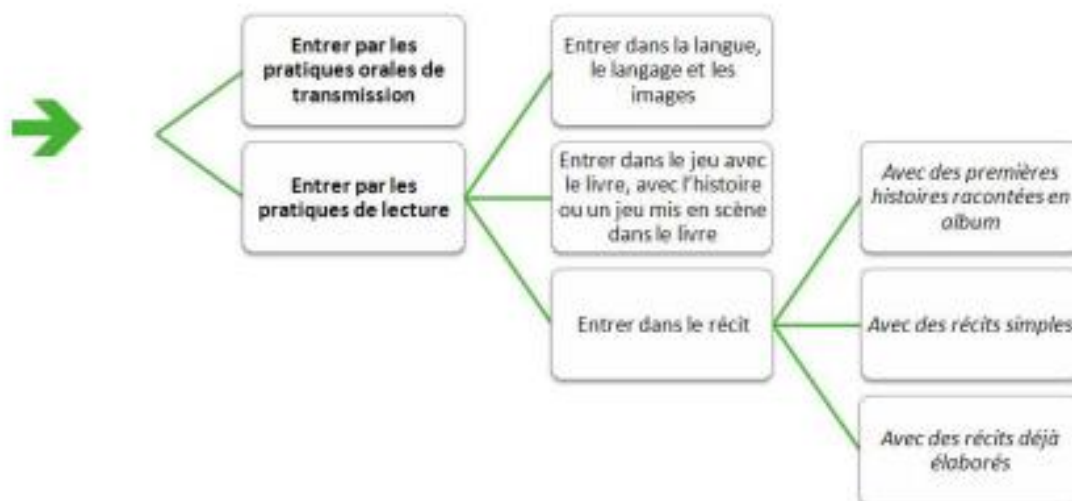 Entrer par les
pratiques orales de
transmission
Entrer par les
pratiques de lecture
Entrer dans la langue,
le langage et les
images
Entrer dans le jeu avec
le livre, avec l'histoire
ou un jeu mis en scène
dans le livre
Entrer dans le récit
Avec des premières
histoires racontées en
album
Avec des récits simples
Avec des récits déjà
élaborés